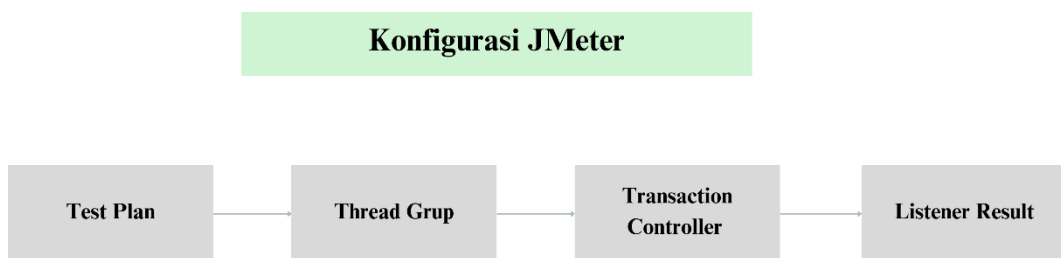 Konfigurasi JMeter
Test Plan
Thread Grup
Transaction
Controller
Listener Result